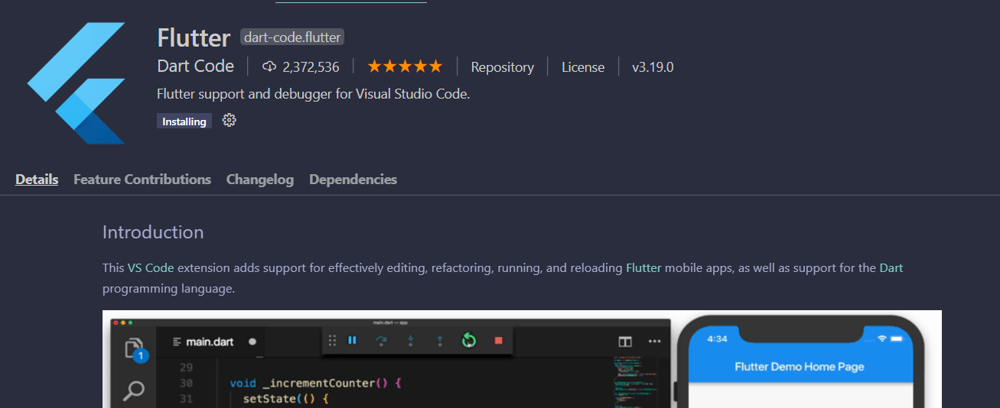 Flutter dart-code.flutter
Dart Code 2,372,536 Repository License v3.19.0
Flutter support and debugger for Visual Studio Code.
Installing
Details Feature Contributions Changelog Dependencies
Introduction
This VS Code extension adds support for effectively editing, refactoring, running, and reloading Flutter mobile apps, as well as support for the Dart
programming language.
main.dart — app
main.dart
1
29
30 void _incrementCounter() {
31 setState(() {
4:34
Flutter Demo Home Page